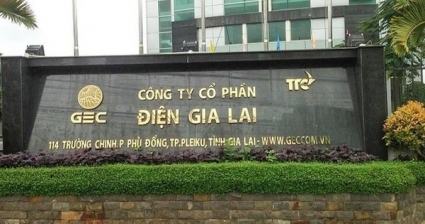 CÔNG TY CỔ PHẦN
TTC
GEC
ĐIỆN GIA LAI
114 TRƯỜNG CHINH.P PHÙ ĐỔNG, TP.PLEIKU, TỈNH GIA LAI- WWW.GECCOM.VN